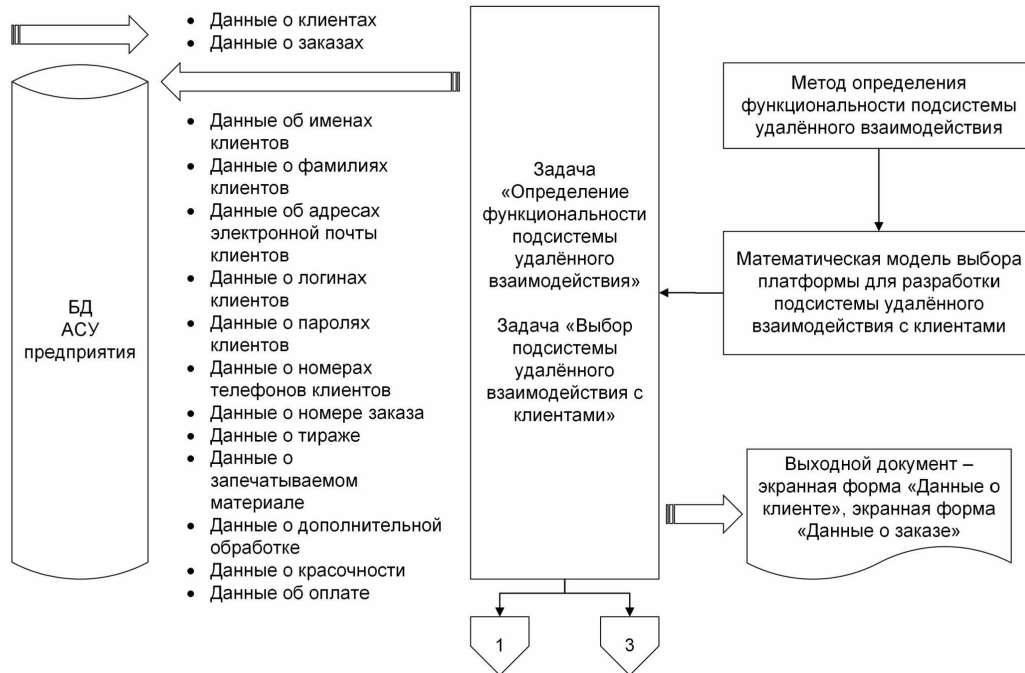 • Данные о клиентах
• Данные о заказах
БД
АСУ
предприятия
• Данные об именах
клиентов
• Данные о фамилиях
клиентов
• Данные об адресах
электронной почты
клиентов
• Данные о логинах
клиентов
• Данные о паролях
клиентов
• Данные о номерах
телефонов клиентов
• Данные о номере заказа
• Данные о тираже
• Данные о
запечатываемом
материале
• Данные о дополнительной
обработке
• Данные о красочности
• Данные об оплате
Задача
«Определение
функциональности
подсистемы
удалённого
взаимодействия»
Задача «Выбор
подсистемы
удалённого
взаимодействия с
клиентами»
Метод определения
функциональности подсистемы
удалённого взаимодействия
Математическая модель выбора
платформы для разработки
подсистемы удалённого
взаимодействия с клиентами
Выходной документ –
экранная форма «Данные о
клиенте», экранная форма
«Данные о заказе»
1
3